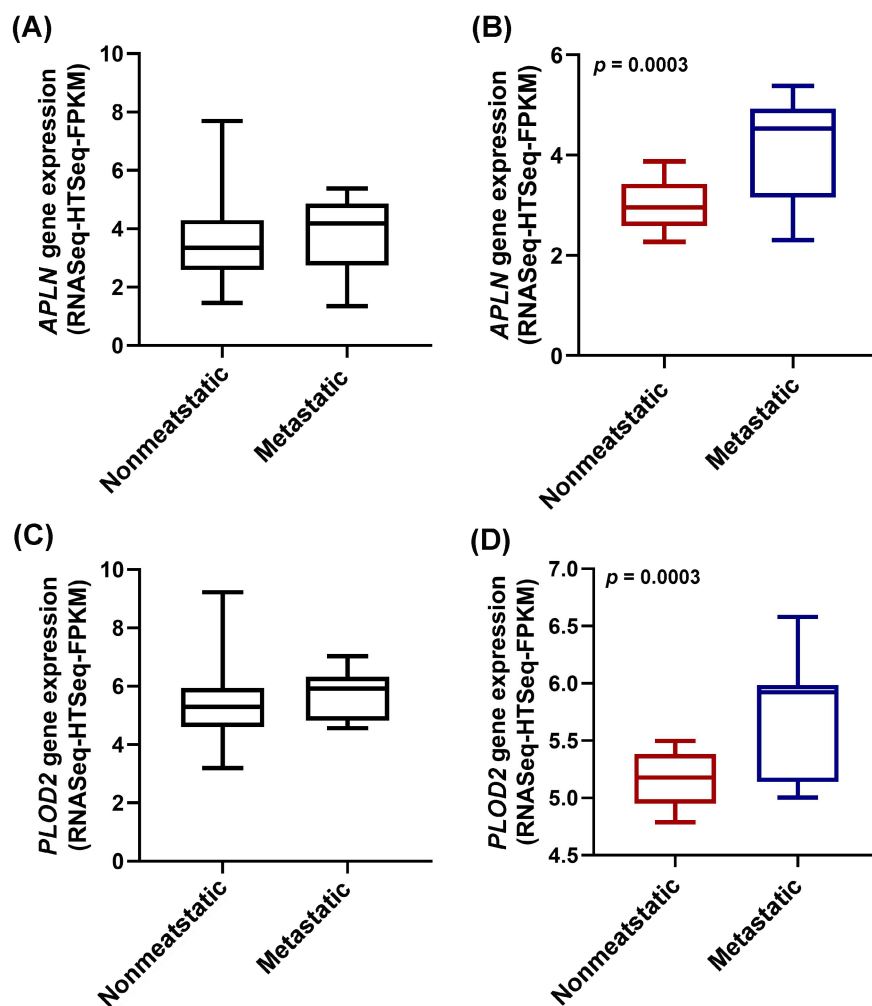 (A)
APLN gene expression
(RNASeq-HTSeq-FPKM)
10
8
6
4
2
0
Nonmeatstatic
Metastatic
(B)
APLN gene expression
(RNASeq-HTSeq-FPKM)
p = 0.0003
6
4
2
0
Nonmeatstatic
Metastatic
(C)
PLOD2 gene expression
(RNASeq-HTSeq-FPKM)
10
8
6
4
2
0
Nonmeatstatic
Metastatic
(D)
PLOD2 gene expression
(RNASeq-HTSeq-FPKM)
p = 0.0003
7.0
6.5
6.0
5.5
5.0
4.5
Nonmeatstatic
Metastatic